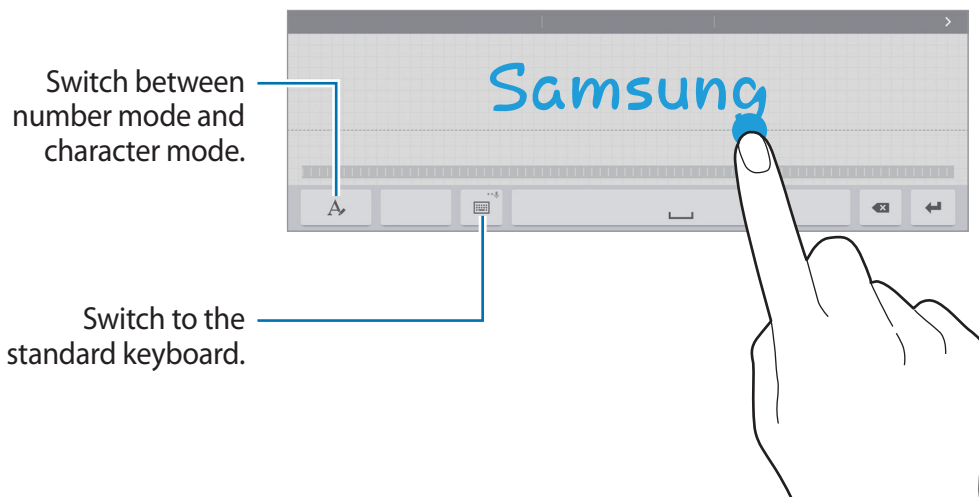 Samsung
Switch between
number mode and
character mode.
A
Switch to the
standard keyboard.